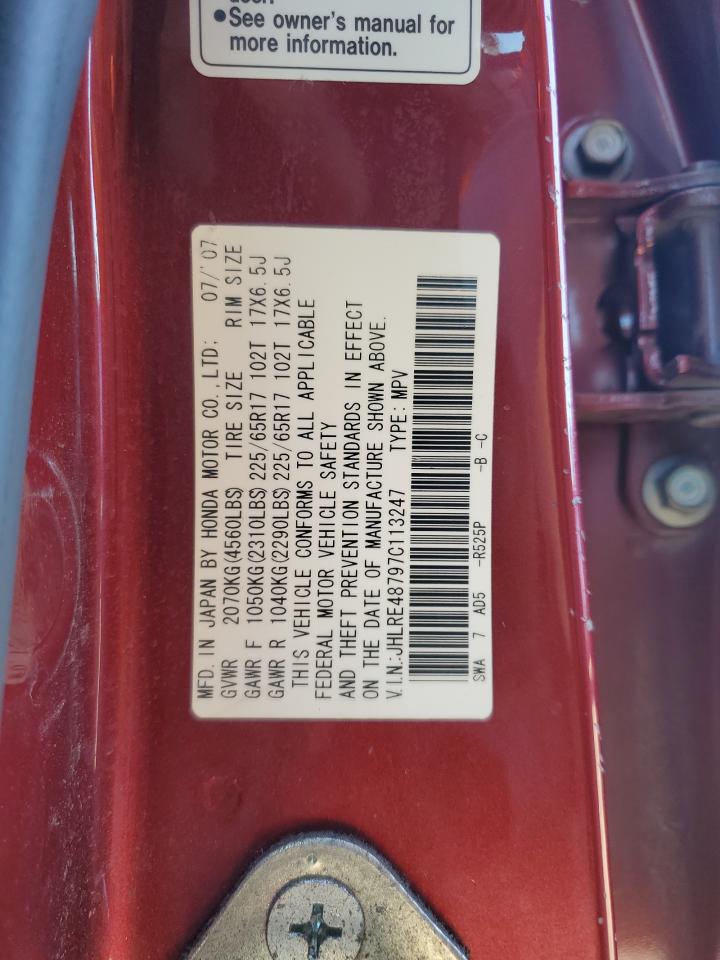 ●See owner's manual for
more information.
MFD. IN JAPAN BY HONDA MOTOR CO., LTD: 07/'07
GVWR 2070KG(4560LBS) TIRE SIZE RIM SIZE
GAWR F 1050KG(2310LBS)225/65R17 102T 17X6.5J
GAWR R 1040KG(2290LBS)225/65R17 102T 17X6.5J
THIS VEHICLE CONFORMS TO ALL APPLICABLE
FEDERAL MOTOR VEHICLE SAFETY
AND THEFT PREVENTION STANDARDS IN EFFECT
ON THE DATE OF MANUFACTURE SHOWN ABOVE.
V.I.N.:JHLRE48797C113247 TYPE: MPV
SWA 7 AD5 -R525P -B -C